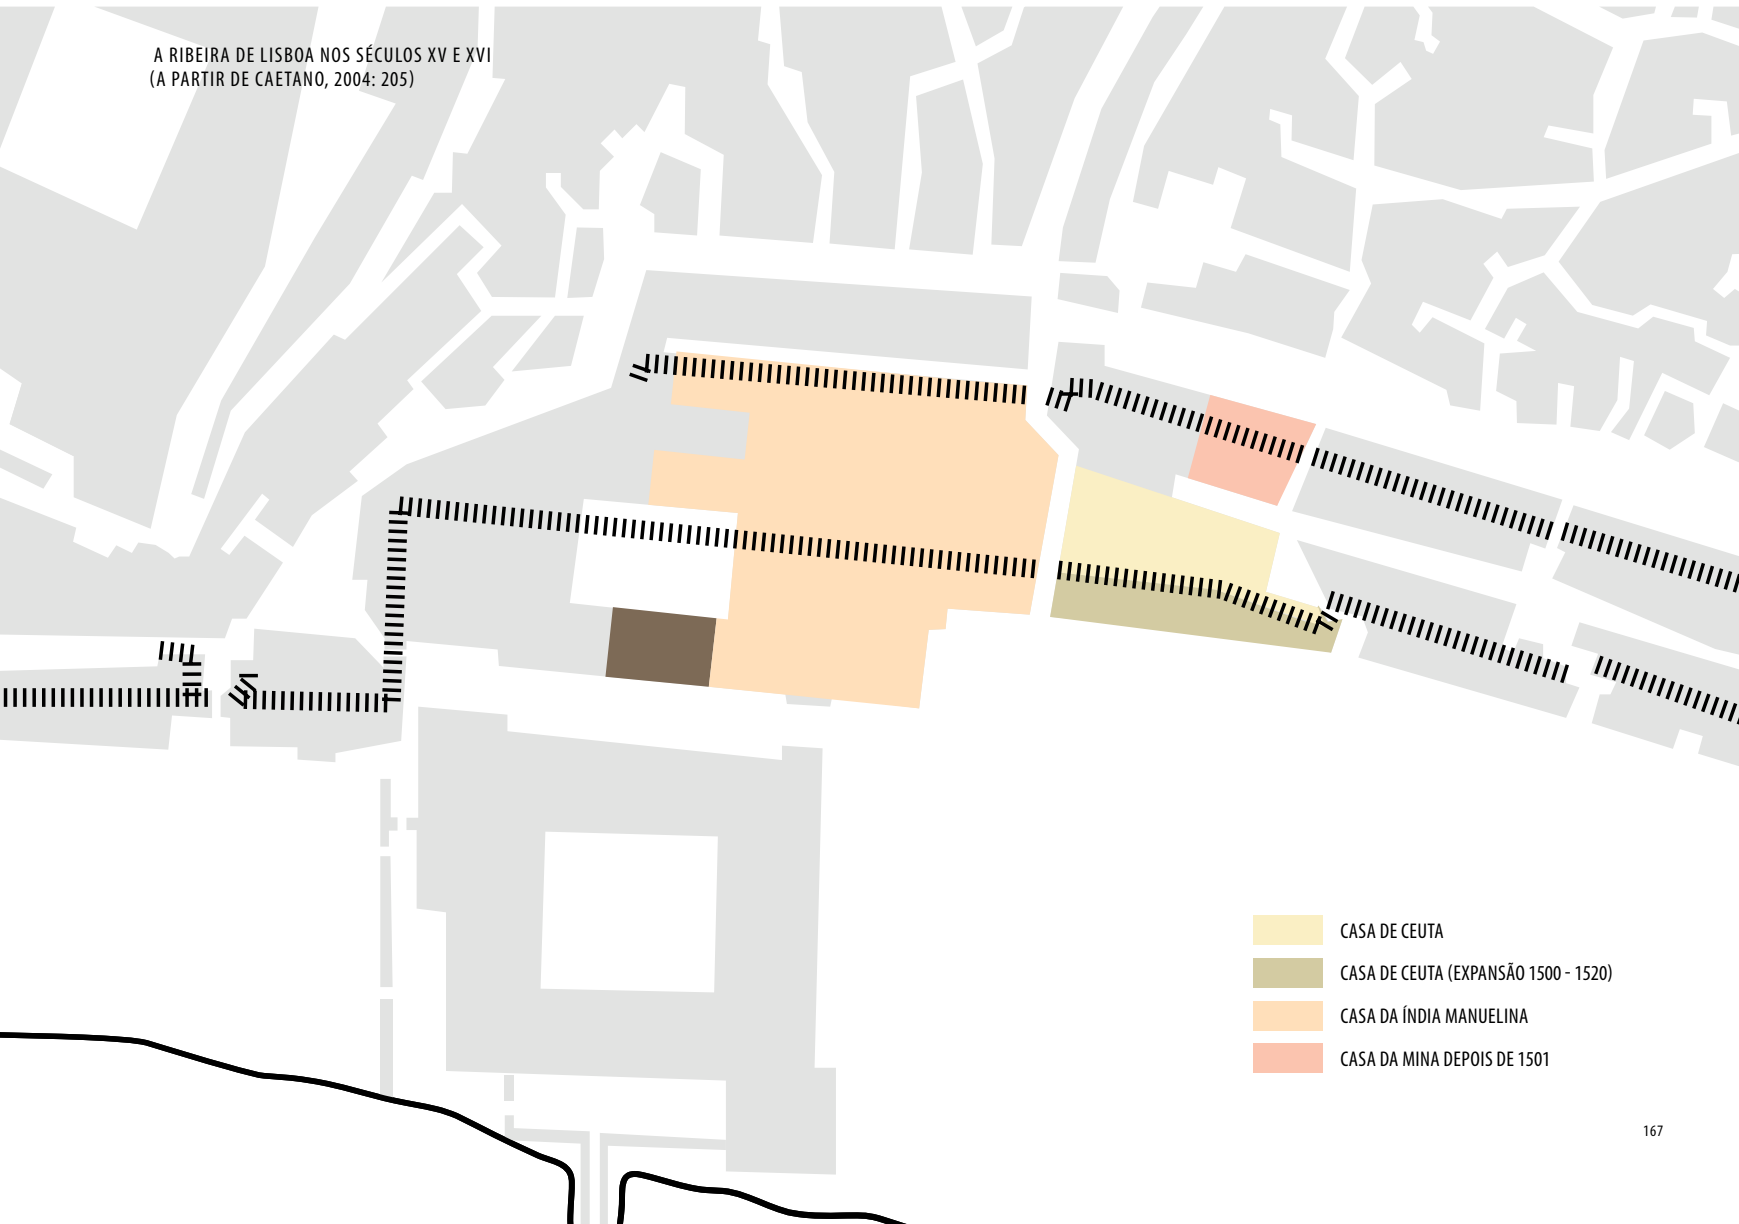 A RIBEIRA DE LISBOA NOS SÉCULOS XV E XVI
(A PARTIR DE CAETANO, 2004: 205)
CASA DE CEUTA
CASA DE CEUTA (EXPANSÃO 1500 - 1520)
CASA DA ÍNDIA MANUELINA
CASA DA MINA DEPOIS DE 1501
167